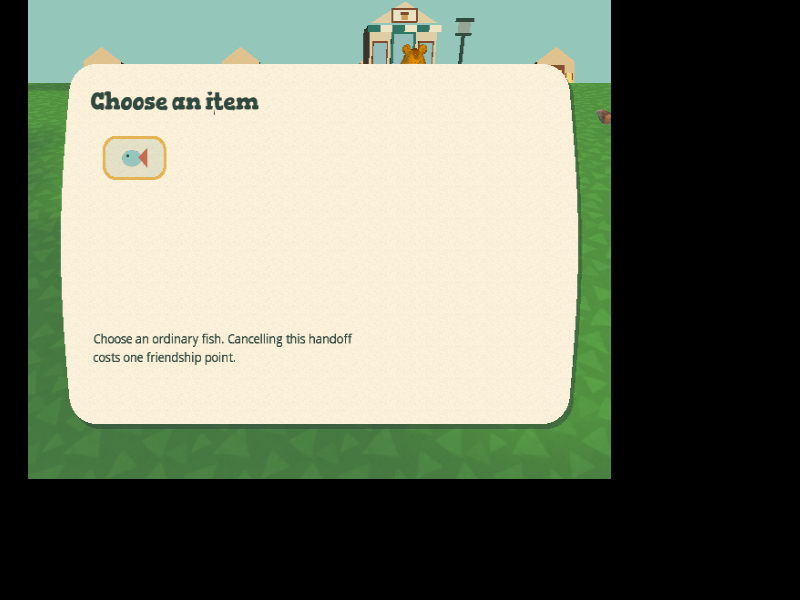 Choose an item
Choose an ordinary fish. Cancelling this handoff
costs one friendship point.